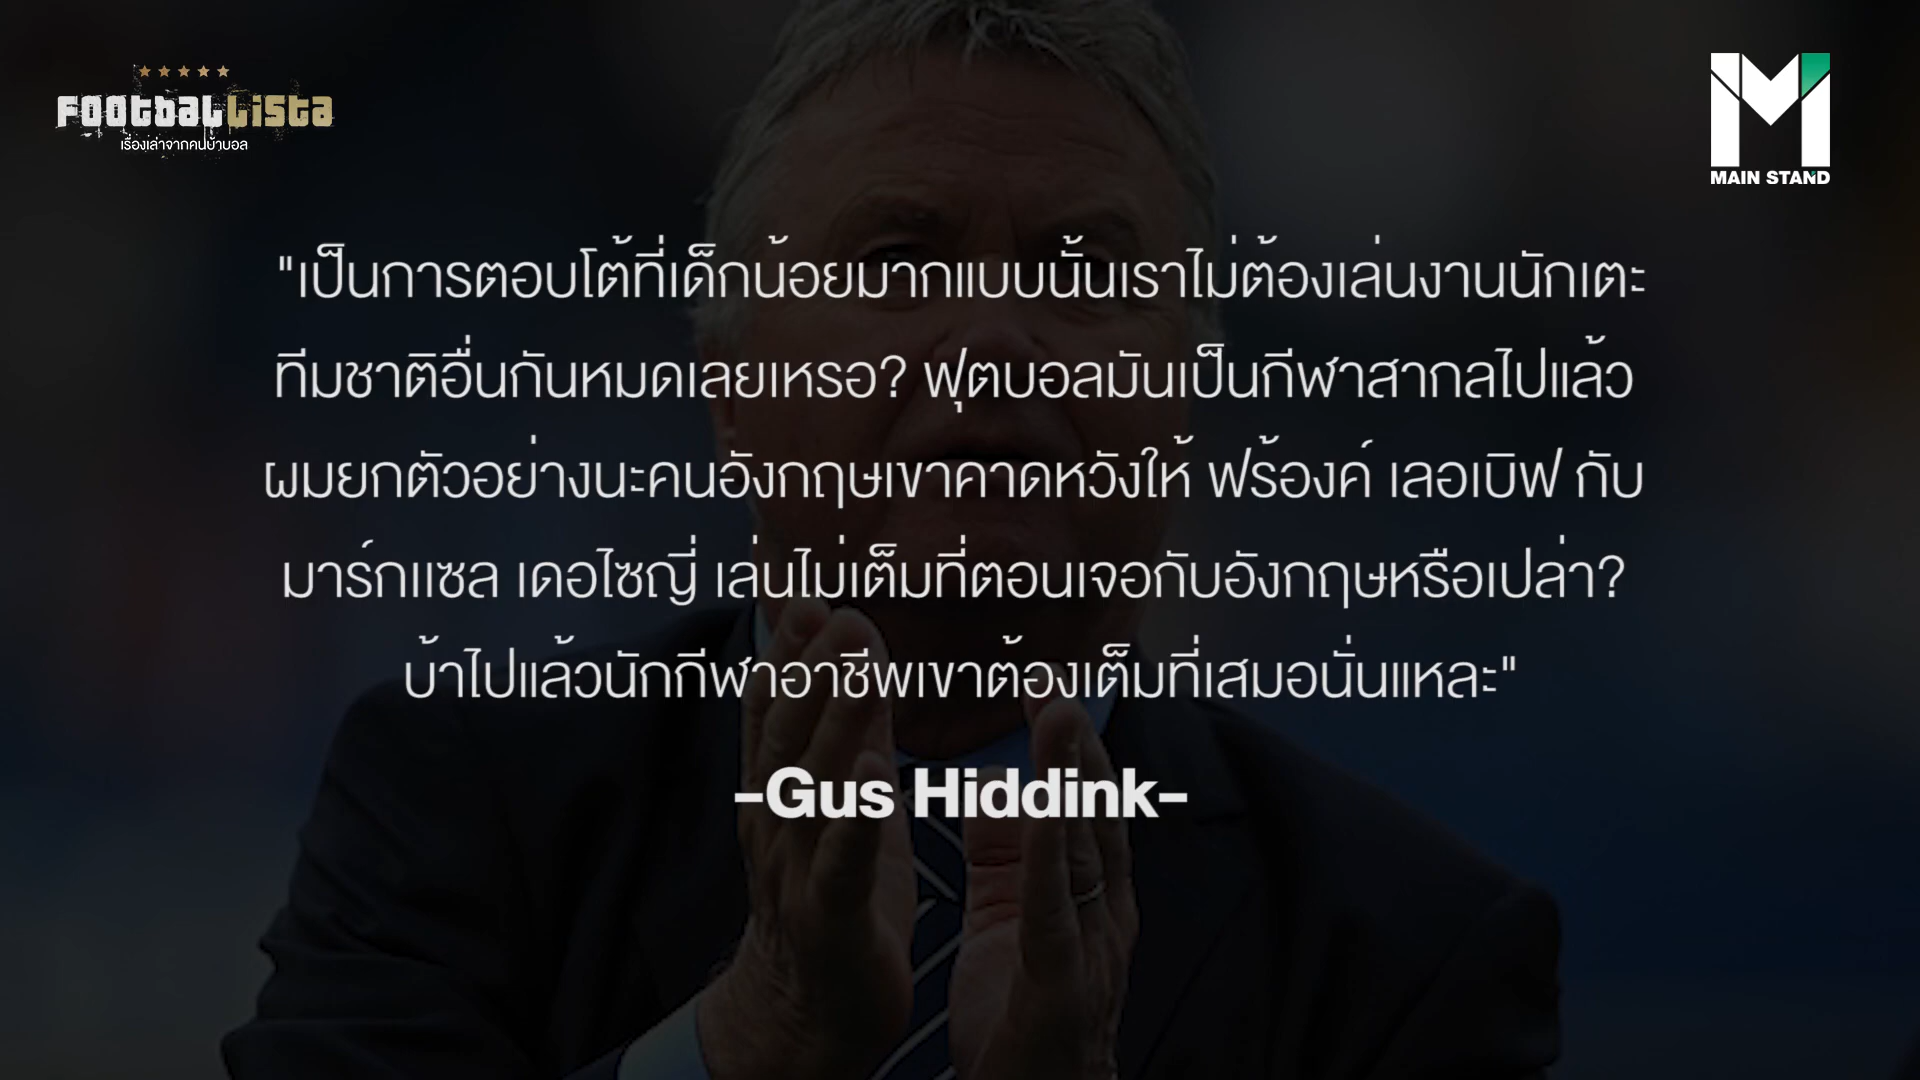 FOOtbaLLiSta
เรื่องเล่าจากคนบ้าบอล
MAIN STAND
"เป็นการตอบโต้ที่เด็กน้อยมากแบบนั้นเราไม่ต้องเล่นงานนักเตะ
ทีมชาติอื่นกันหมดเลยเหรอ? ฟุตบอลมันเป็นกีฬาสากลไปแล้ว
ผมยกตัวอย่างนะคนอังกฤษเขาคาดหวังให้ ฟร้องค์ เลอเบิฟ กับ
มาร์กแซล เดอไซญี่ เล่นไม่เต็มที่ตอนเจอกับอังกฤษหรือเปล่า?
บ้าไปแล้วนักกีฬาอาชีพเขาต้องเต็มที่เสมอนั่นแหละ"
-Gus Hiddink-